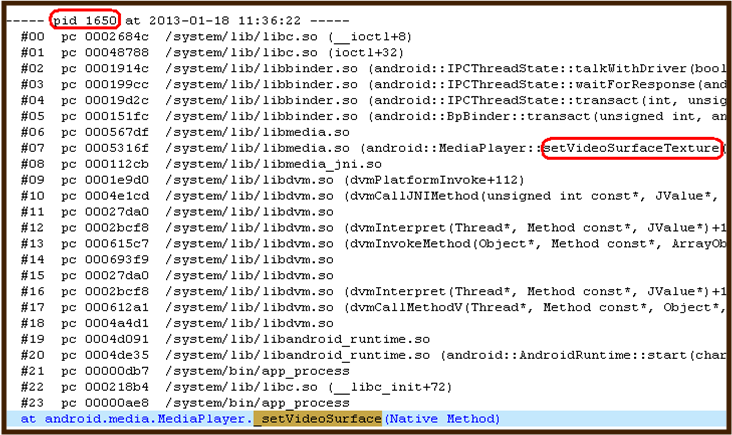 ----- pid 1650 at 2013-01-18 11:36:22 -----
#00 pc 0002684c /system/lib/libc.so (__ioctl+8)
#01 pc 00048788 /system/lib/libc.so (ioctl+32)
#02 pc 0001914c /system/lib/libbinder.so (android::IPCThreadState::talkWithDriver(bool
#03 pc 000199cc /system/lib/libbinder.so (android::IPCThreadState::waitForResponse(and
#04 pc 00019d2c /system/lib/libbinder.so (android::IPCThreadState::transact(int, unsig
#05 pc 000151fc /system/lib/libbinder.so (android::BpBinder::transact(unsigned int, an
#06 pc 000567df /system/lib/libmedia.so
#07 pc 0005316f /system/lib/libmedia.so (android::MediaPlayer::setVideoSurfaceTexture(
#08 pc 000112cb /system/lib/libmedia_jni.so
#09 pc 0001e9d0 /system/lib/libdvm.so (dvmPlatformInvoke+112)
#10 pc 0004e1cd /system/lib/libdvm.so (dvmCallJNIMethod(unsigned int const*, JValue*,
#11 pc 00027da0 /system/lib/libdvm.so
#12 pc 0002bcf8 /system/lib/libdvm.so (dvmInterpret(Thread*, Method const*, JValue*)+1
#13 pc 000615c7 /system/lib/libdvm.so (dvmInvokeMethod(Object*, Method const*, ArrayOb
#14 pc 000693f9 /system/lib/libdvm.so
#15 pc 00027da0 /system/lib/libdvm.so
#16 pc 0002bcf8 /system/lib/libdvm.so (dvmInterpret(Thread*, Method const*, JValue*)+1
#17 pc 000612a1 /system/lib/libdvm.so (dvmCallMethodV(Thread*, Method const*, Object*,
#18 pc 0004a4d1 /system/lib/libdvm.so
#19 pc 0004d091 /system/lib/libandroid_runtime.so
#20 pc 0004de35 /system/lib/libandroid_runtime.so (android::AndroidRuntime::start(char
#21 pc 00000db7 /system/bin/app_process
#22 pc 000218b4 /system/lib/libc.so (__libc_init+72)
#23 pc 00000ae8 /system/bin/app_process
at android.media.MediaPlayer._setVideoSurface(Native Method)